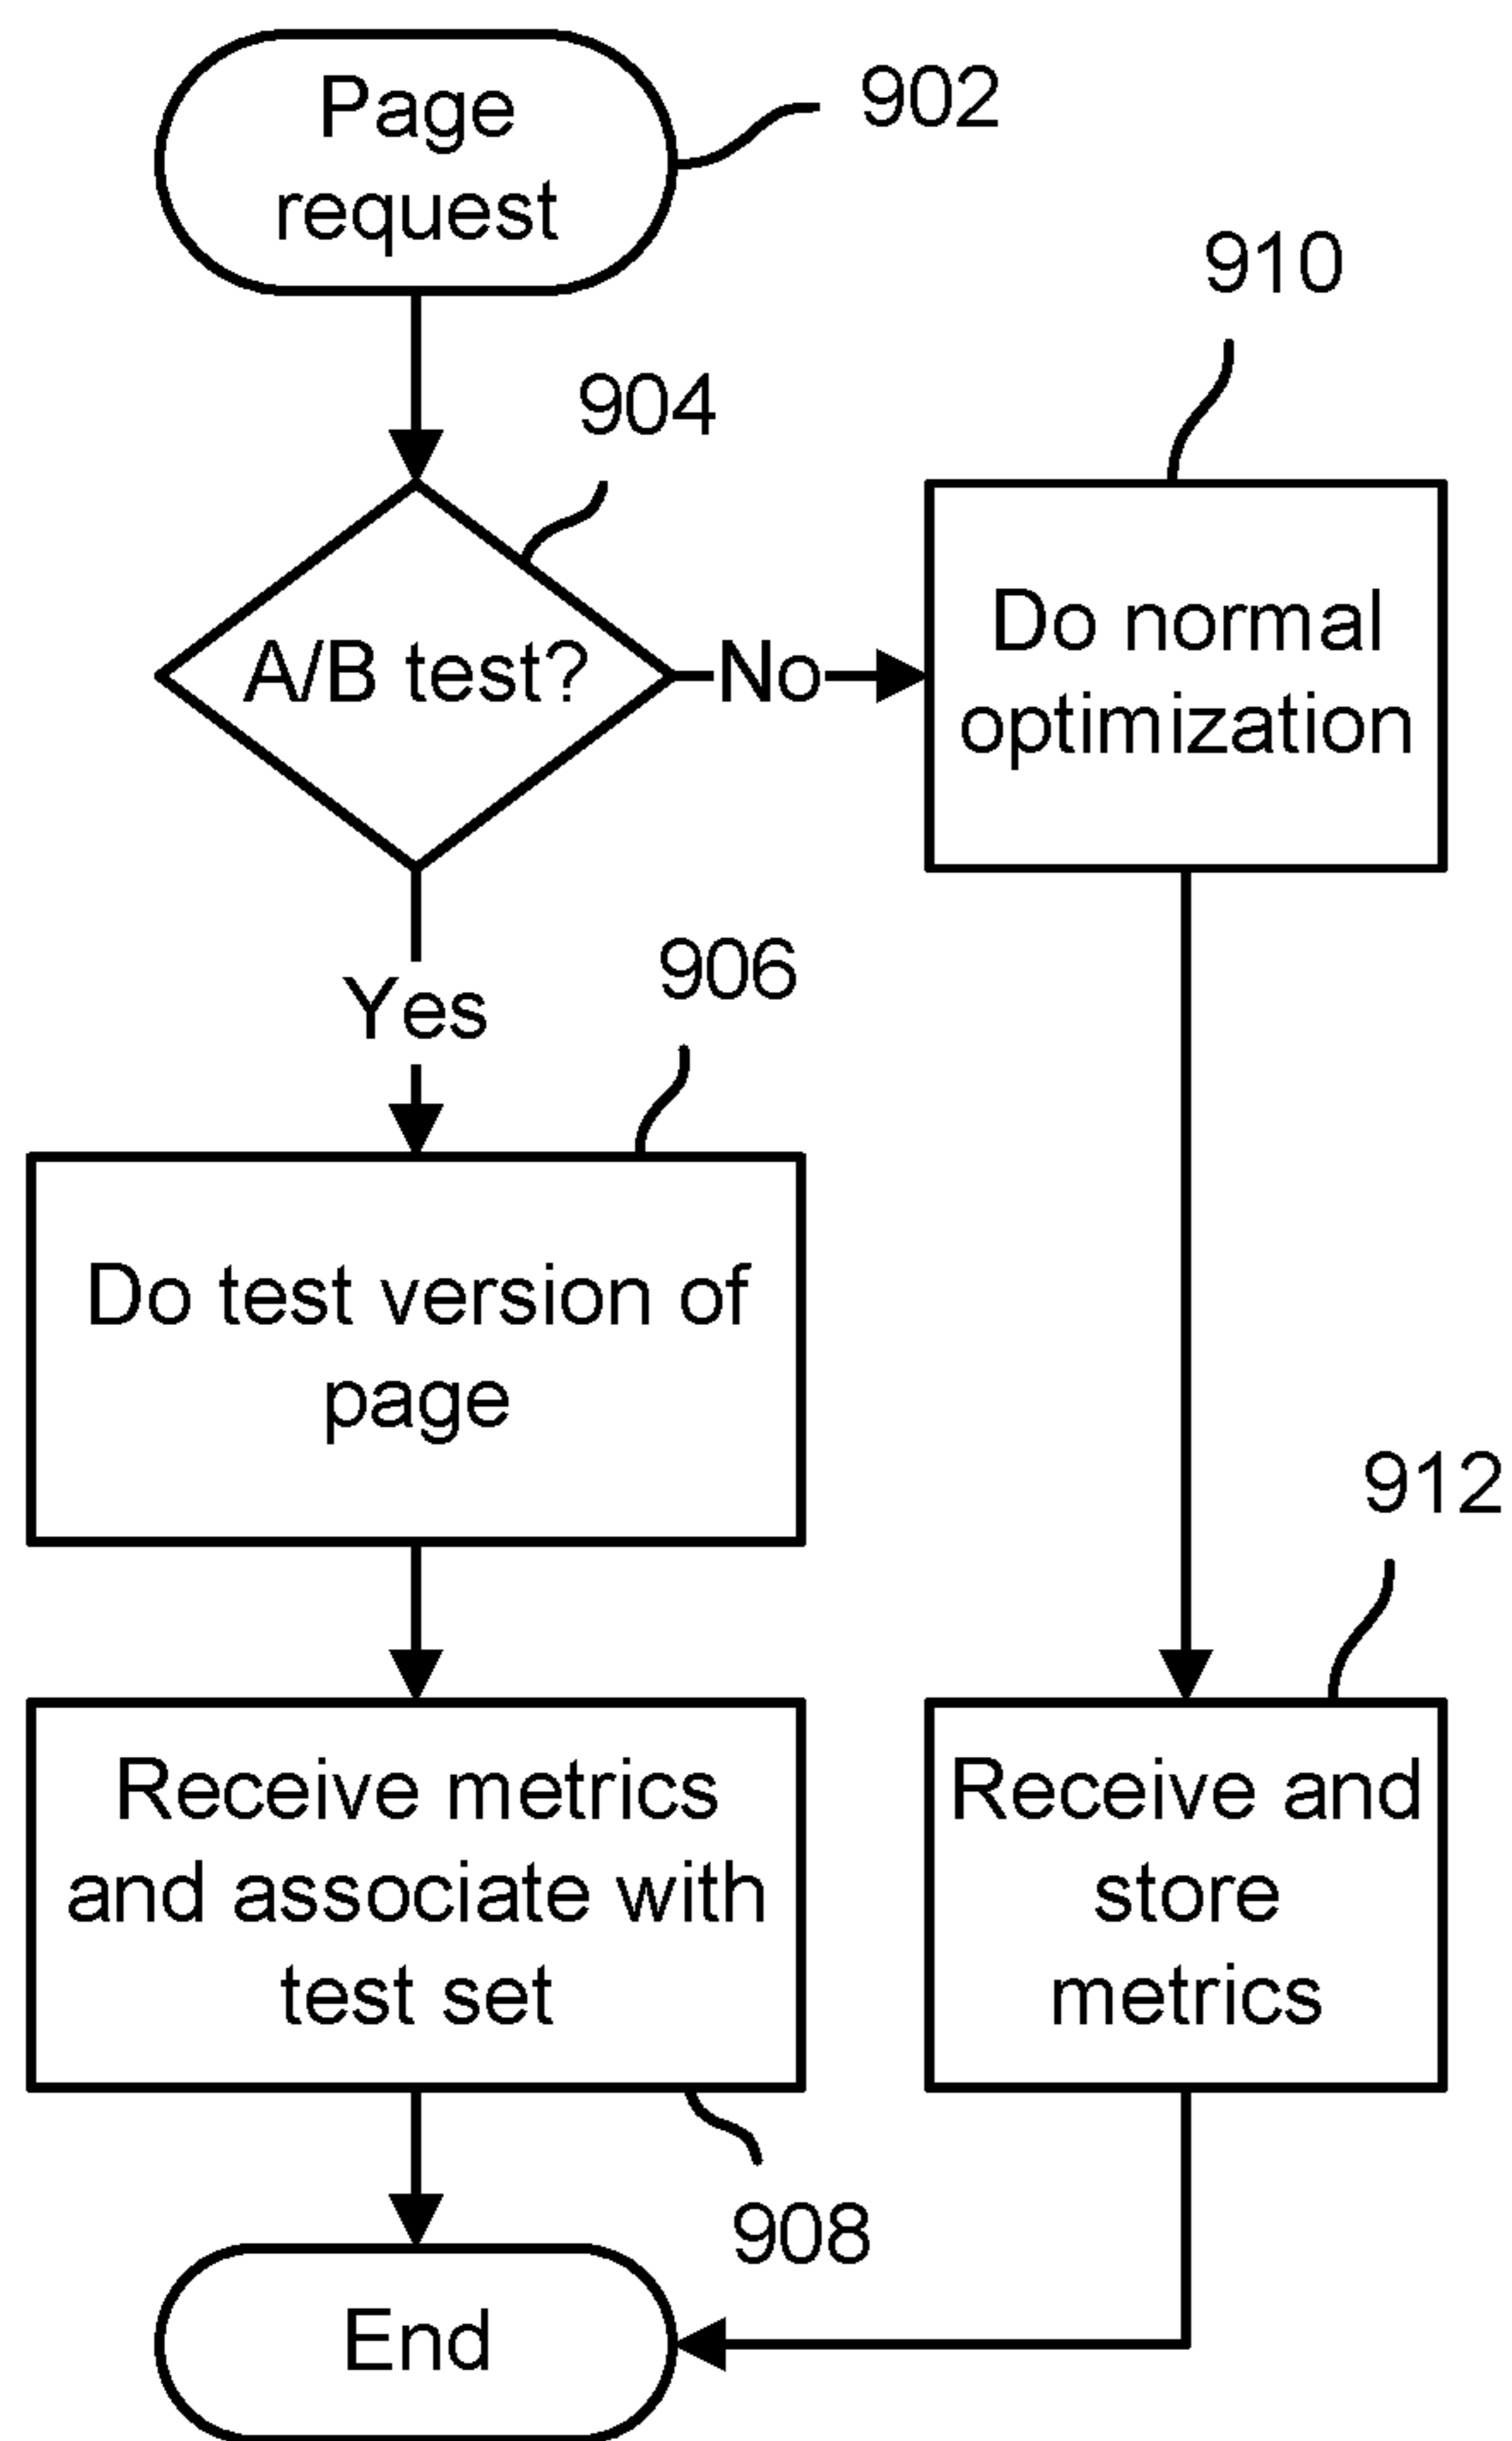 Page
request
902
904
910
A/B test?
No
Do normal
optimization
Yes
906
Do test version of
page
912
Receive metrics
and associate with
test set
Receive and
store
metrics
908
End